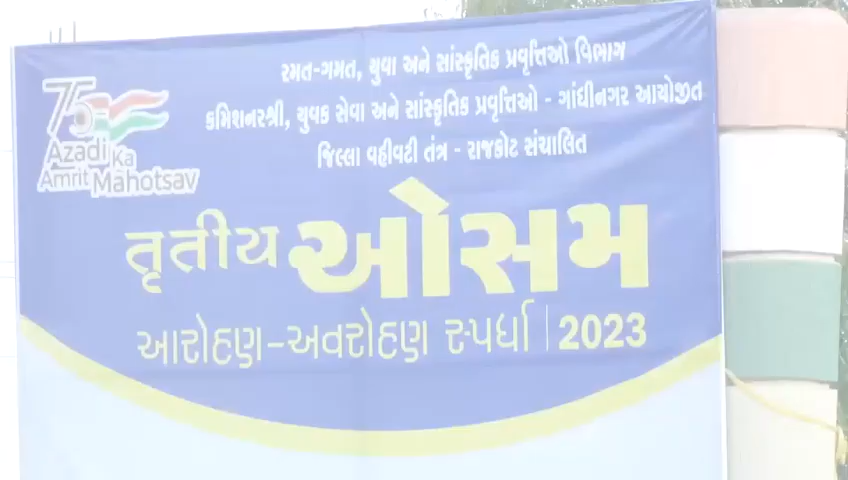 રમત-ગમત, યુવા અને સાંસ્કૃતિક પ્રવૃત્તિઓ વિભાગ
કમિશનરશ્રી, યુવક સેવા અને સાંસ્કૃતિક પ્રવૃત્તિઓ - ગાંધીનગર આયોજીત
જિલ્લા વહીવટી તંત્ર - રાજકોટ સંચાલિત
75
Azadi Ka
Amrit Mahotsav
તૃતીય ઓસમ
આરોહણ-અવરોહણ સ્પર્ધા | 2023